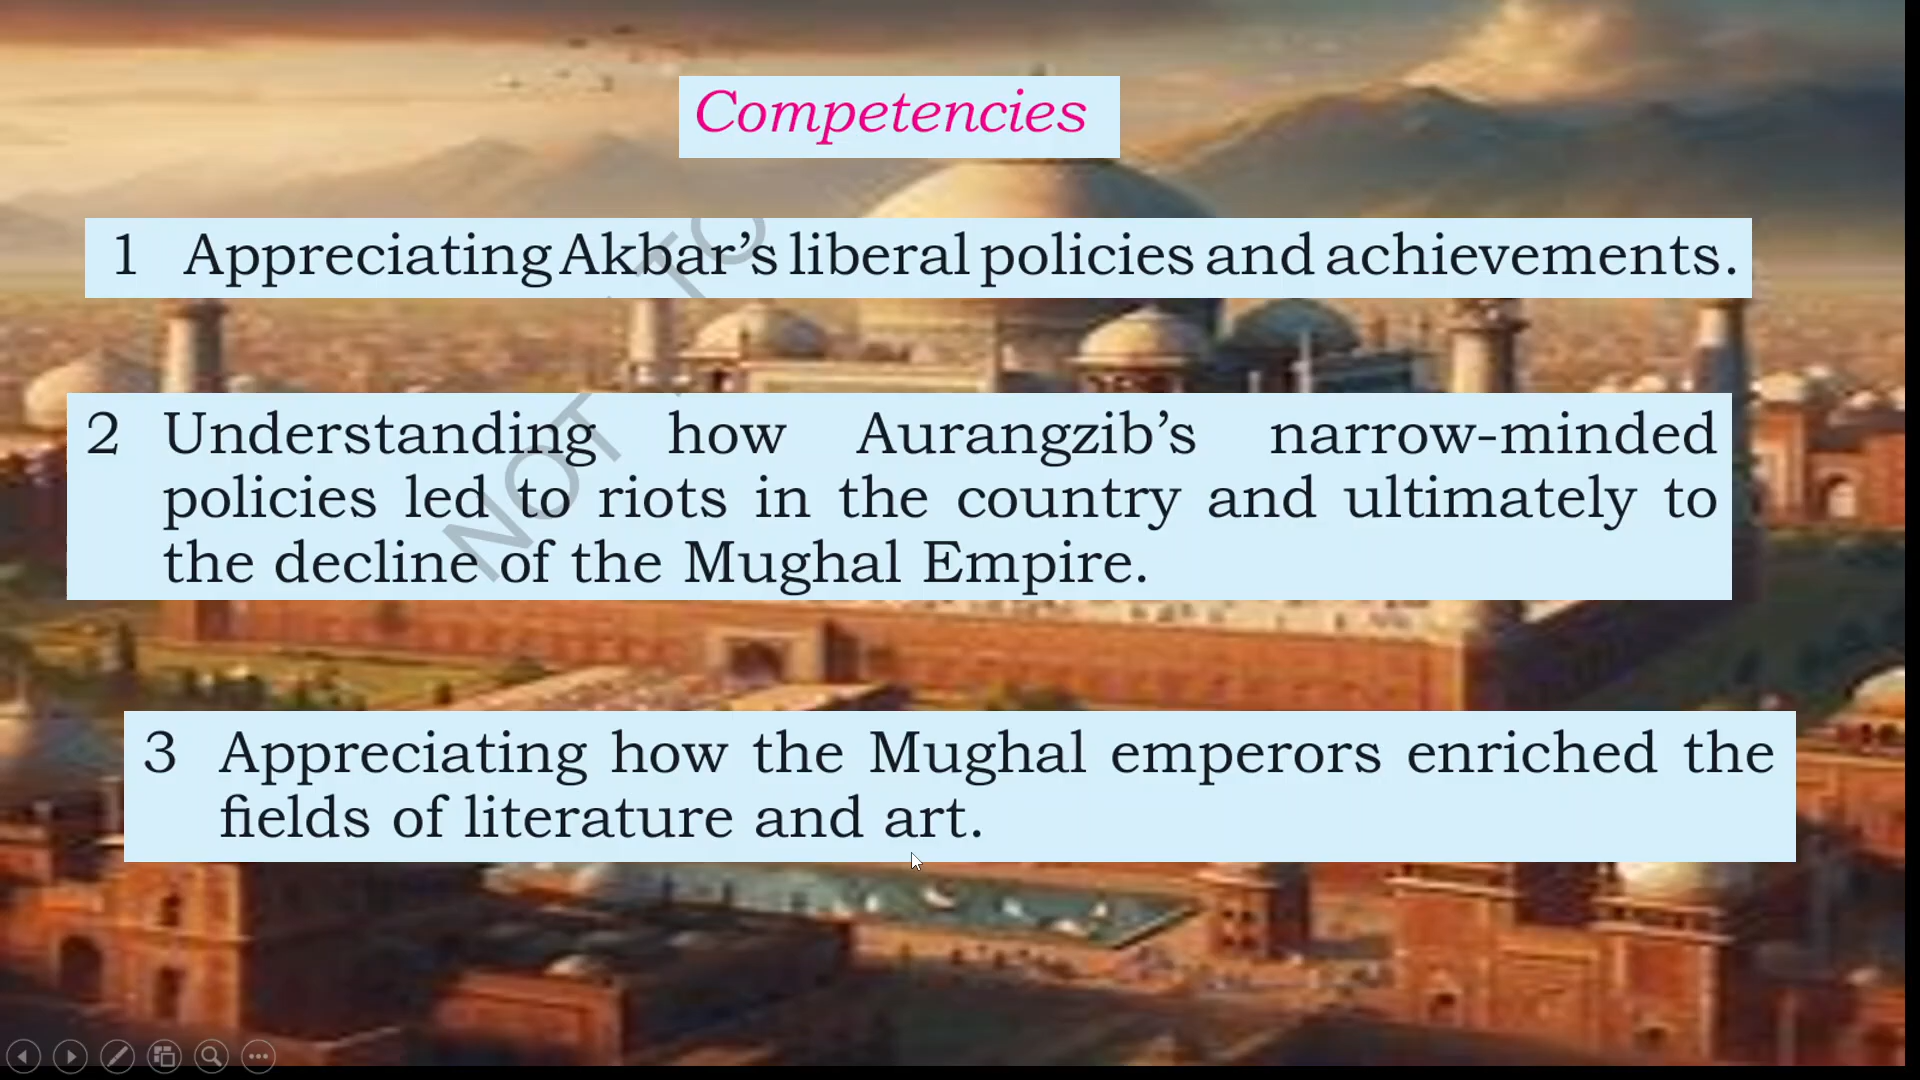 Competencies
1 Appreciating Akbar’s liberal policies and achievements.
2 Understanding how Aurangzib’s narrow-minded
policies led to riots in the country and ultimately to
the decline of the Mughal Empire.
3 Appreciating how the Mughal emperors enriched the
fields of literature and art.
NOT TO